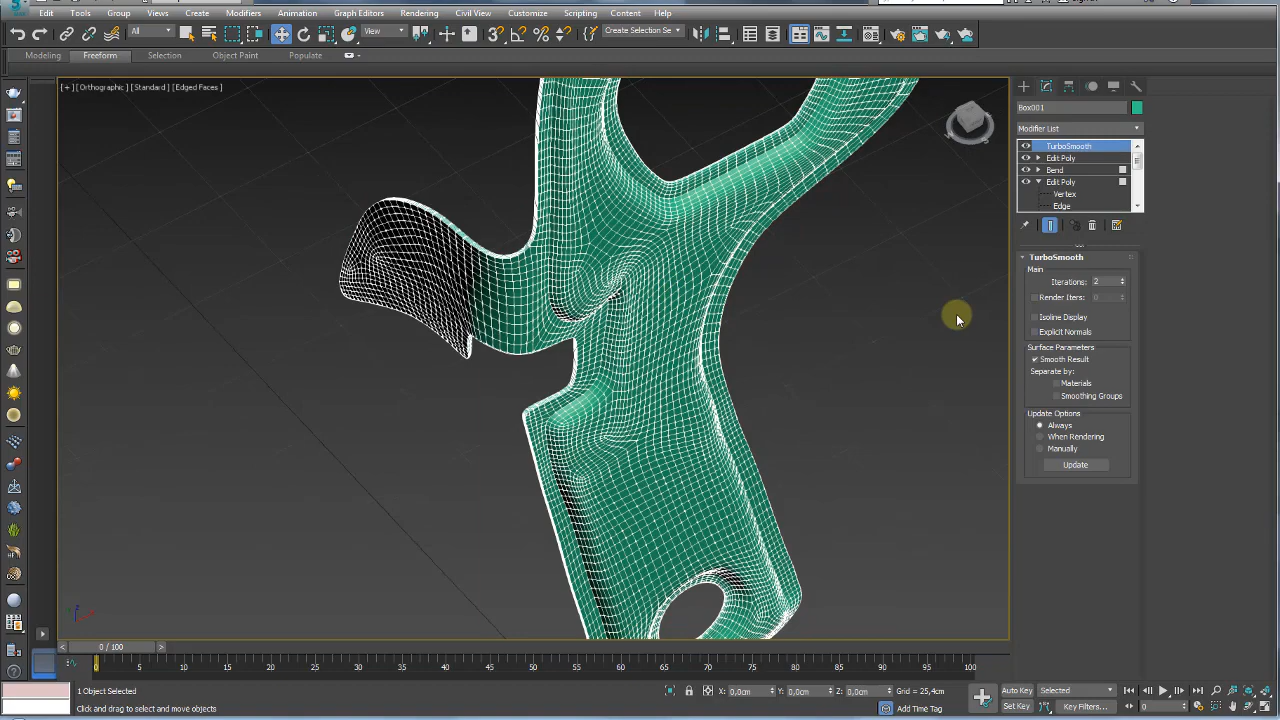 Edit Tools Group Views Create Modifiers Animation Graph Editors Rendering Civil View Customize Scripting Content Help
All View Create Selection Se
Modeling Freeform Selection Object Paint Populate
[+] [Orthographic] [Standard] [Edged Faces]
Box001
Modifier List
TurboSmooth
Edit Poly
Bend
Edit Poly
Vertex
Edge
TurboSmooth
Main
Iterations: 2
Render Iters: 0
Isoline Display
Explicit Normals
Surface Parameters
Smooth Result
Separate by:
Materials
Smoothing Groups
Update Options
Always
When Rendering
Manually
Update
z
0 / 100
0 5 10 15 20 25 30 35 40 45 50 55 60 65 70 75 80 85 90 95 100
1 Object Selected X: 0,0cm Y: 0,0cm Z: 0,0cm Grid = 25,4cm Auto Key Selected
Click and drag to select and move objects Add Time Tag Set Key Key Filters... 0